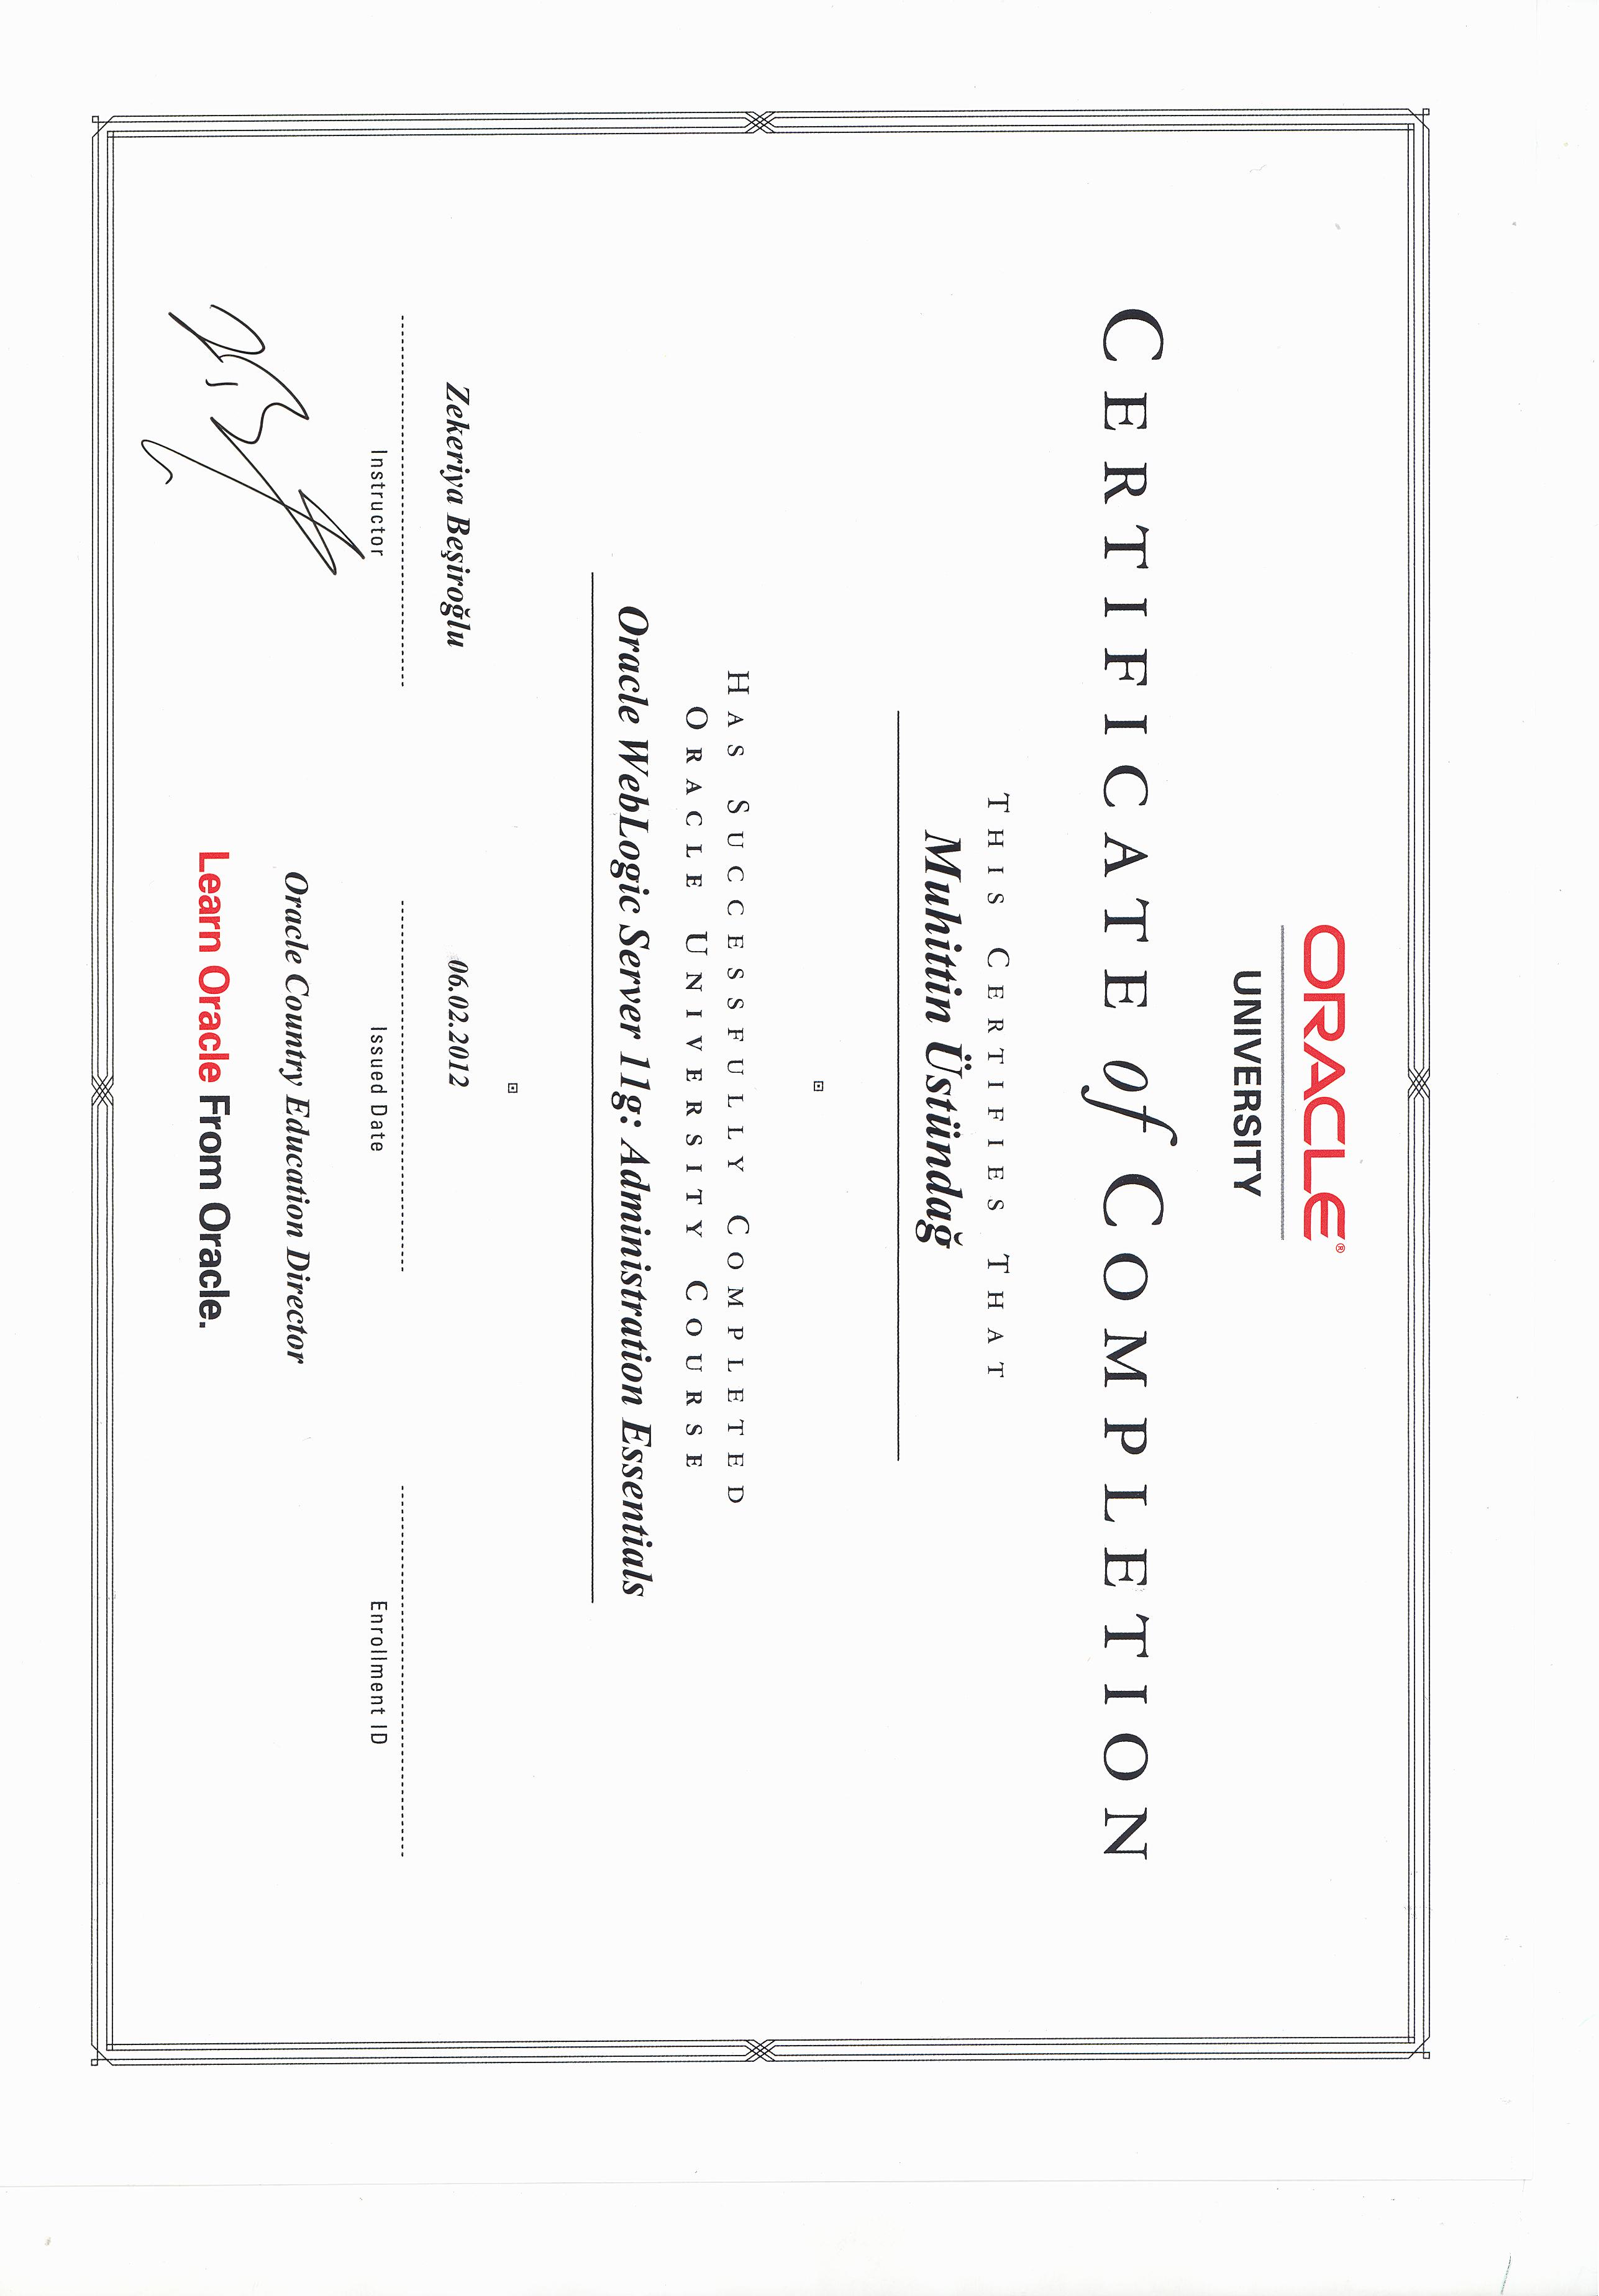 ORACLE®
UNIVERSITY
CERTIFICATE of COMPLETION
THIS CERTIFIES THAT
Muhittin Üstündağ
HAS SUCCESSFULLY COMPLETED
ORACLE UNIVERSITY COURSE
Oracle WebLogic Server 11g: Administration Essentials
Zekeriya Beşiroğlu
06.02.2012
Instructor
Issued Date
Enrollment ID
Oracle Country Education Director
Learn Oracle From Oracle.